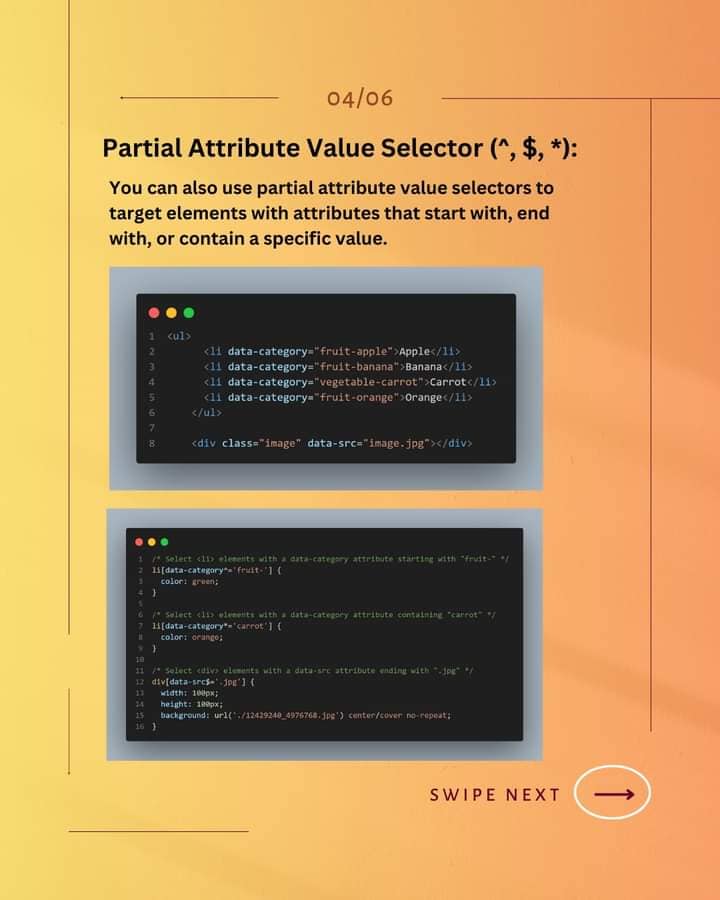 04/06
Partial Attribute Value Selector (^, $, *):
You can also use partial attribute value selectors to
target elements with attributes that start with, end
with, or contain a specific value.
1 <ul>
2 <li data-category="fruit-apple">Apple</li>
3 <li data-category="fruit-banana">Banana</li>
4 <li data-category="vegetable-carrot">Carrot</li>
5 <li data-category="fruit-orange">Orange</li>
6 </ul>
7
8 <div class="image" data-src="image.jpg"></div>
1 /* Select <li> elements with a data-category attribute starting with "fruit-" */
2 li[data-category^='fruit-'] {
3 color: green;
4 }
5
6 /* Select <li> elements with a data-category attribute containing "carrot" */
7 li[data-category*='carrot'] {
8 color: orange;
9 }
10
11 /* Select <div> elements with a data-src attribute ending with ".jpg" */
12 div[data-src$='.jpg'] {
13 width: 100px;
14 height: 100px;
15 background: url('./12429240_4976768.jpg') center/cover no-repeat;
16 }
SWIPE NEXT